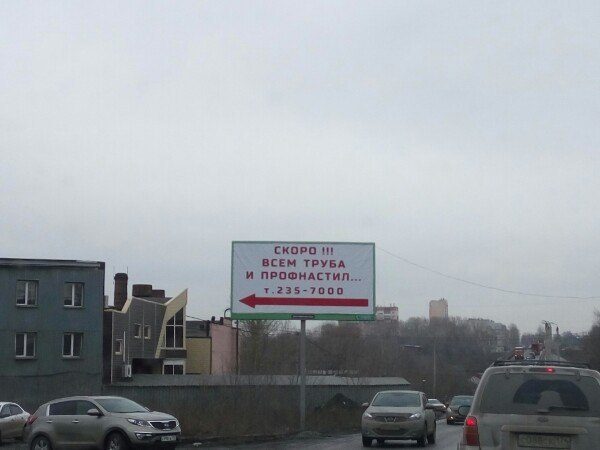 СКОРО !!!
ВСЕМ ТРУБА
И ПРОФНАСТИЛ...
т.235-7000